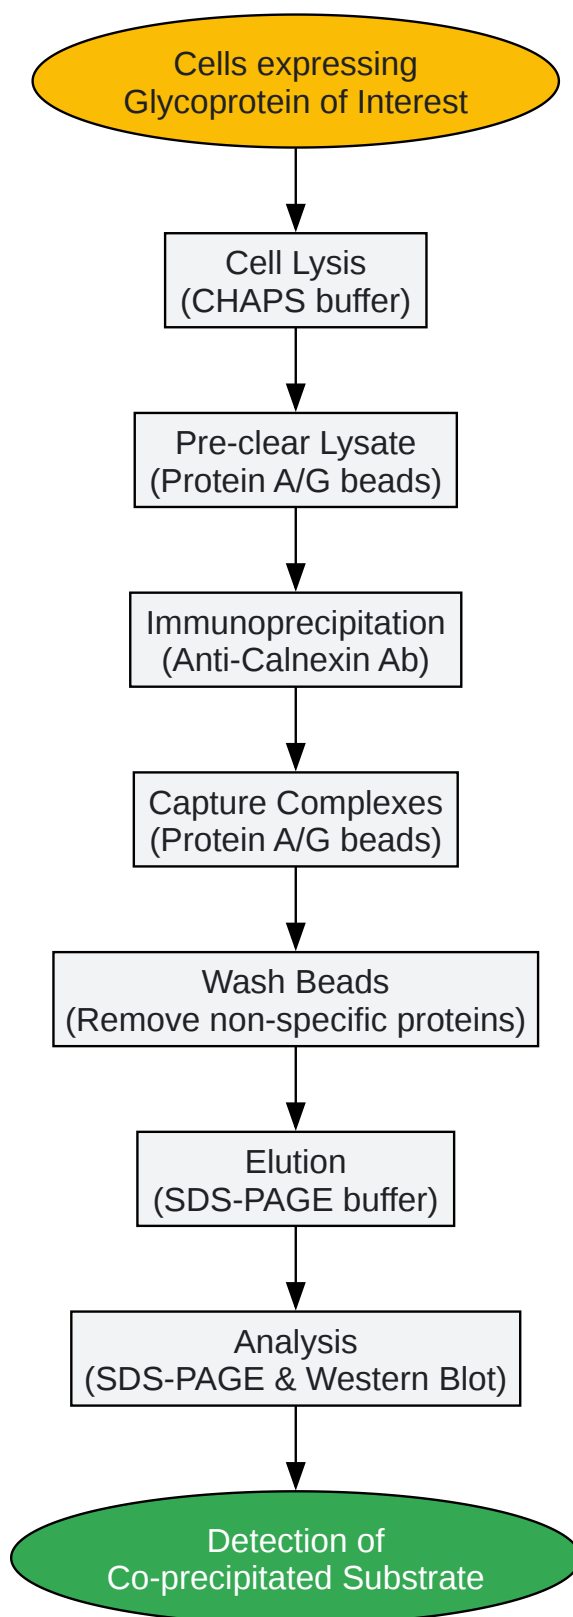 Cells expressing
Glycoprotein of Interest
Cell Lysis
(CHAPS buffer)
Pre-clear Lysate
(Protein A/G beads)
Immunoprecipitation
(Anti-Calnexin Ab)
Capture Complexes
(Protein A/G beads)
Wash Beads
(Remove non-specific proteins)
Elution
(SDS-PAGE buffer)
Analysis
(SDS-PAGE & Western Blot)
Detection of
Co-precipitated Substrate